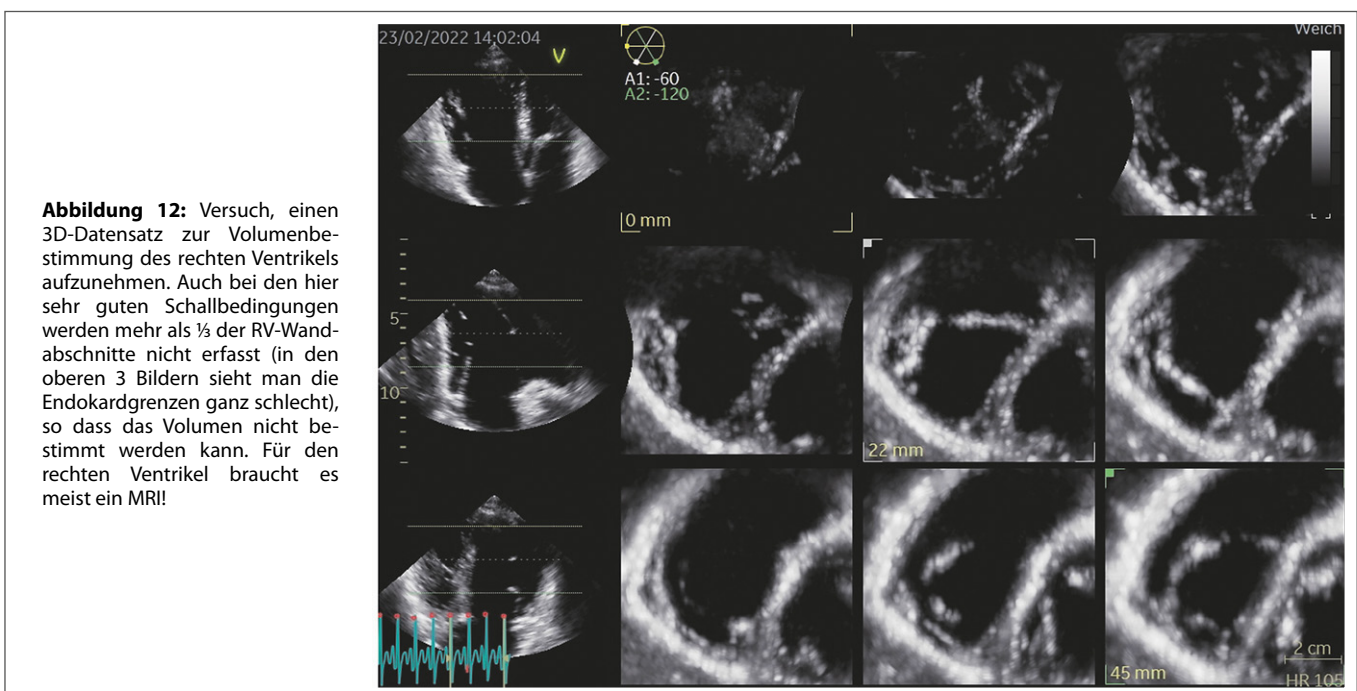 Abbildung 12: Versuch, einen
3D-Datensatz zur Volumenbe-
stimmung des rechten Ventrikels
aufzunehmen. Auch bei den hier
sehr guten Schallbedingungen
werden mehr als ⅓ der RV-Wand-
abschnitte nicht erfasst (in den
oberen 3 Bildern sieht man die
Endokardgrenzen ganz schlecht),
so dass das Volumen nicht be-
stimmt werden kann. Für den
rechten Ventrikel braucht es
meist ein MRI!
23/02/2022 14:02:04
V
A1: -60
A2: -120
Weich
0 mm
5
10
22 mm
45 mm
2 cm
HR 105